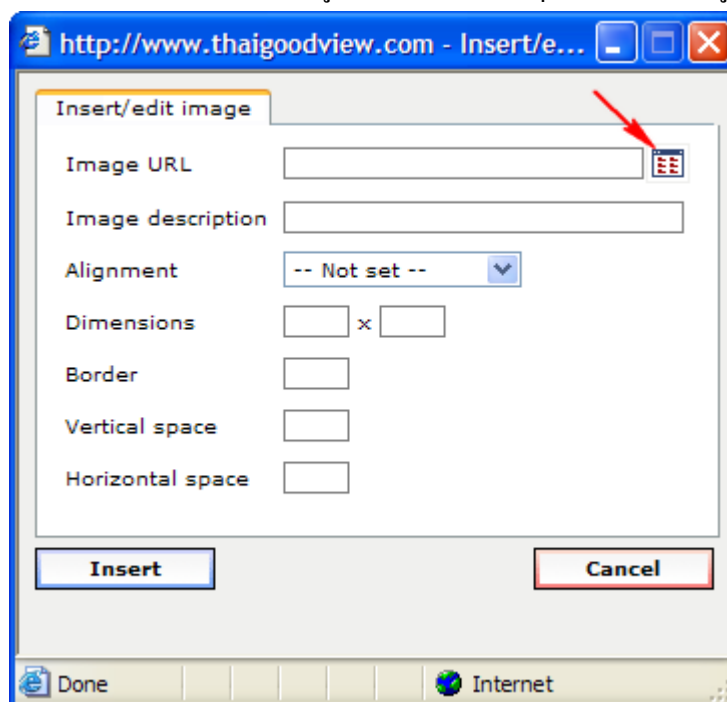 http://www.thaigoodview.com - Insert/e...
Insert/edit image
Image URL
Image description
Alignment
-- Not set --
Dimensions
x
Border
Vertical space
Horizontal space
Insert
Cancel
Done
Internet